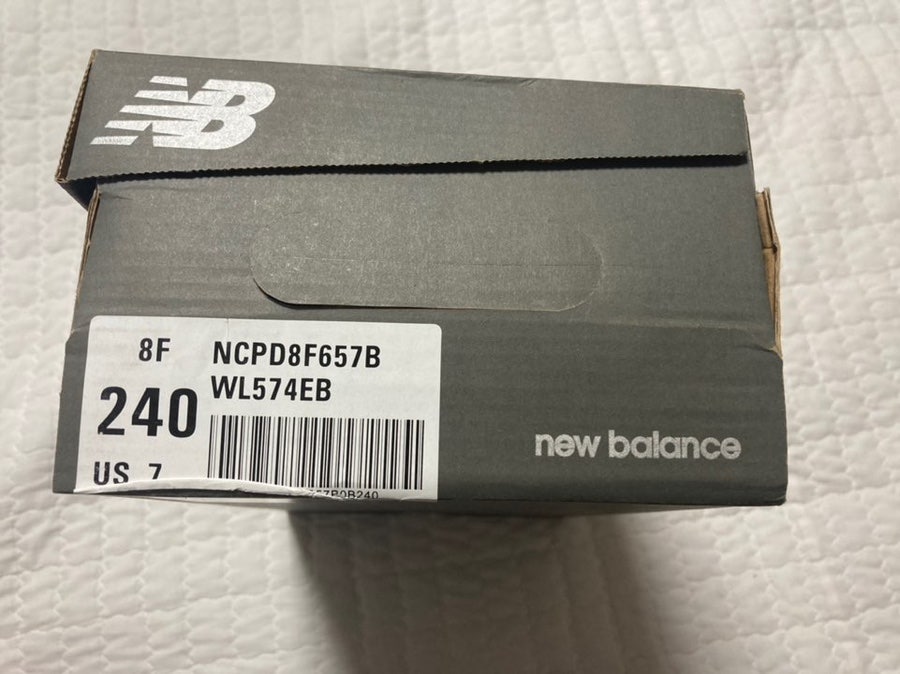 NB
8F NCPD8F657B
WL574EB
240
US 7
new balance